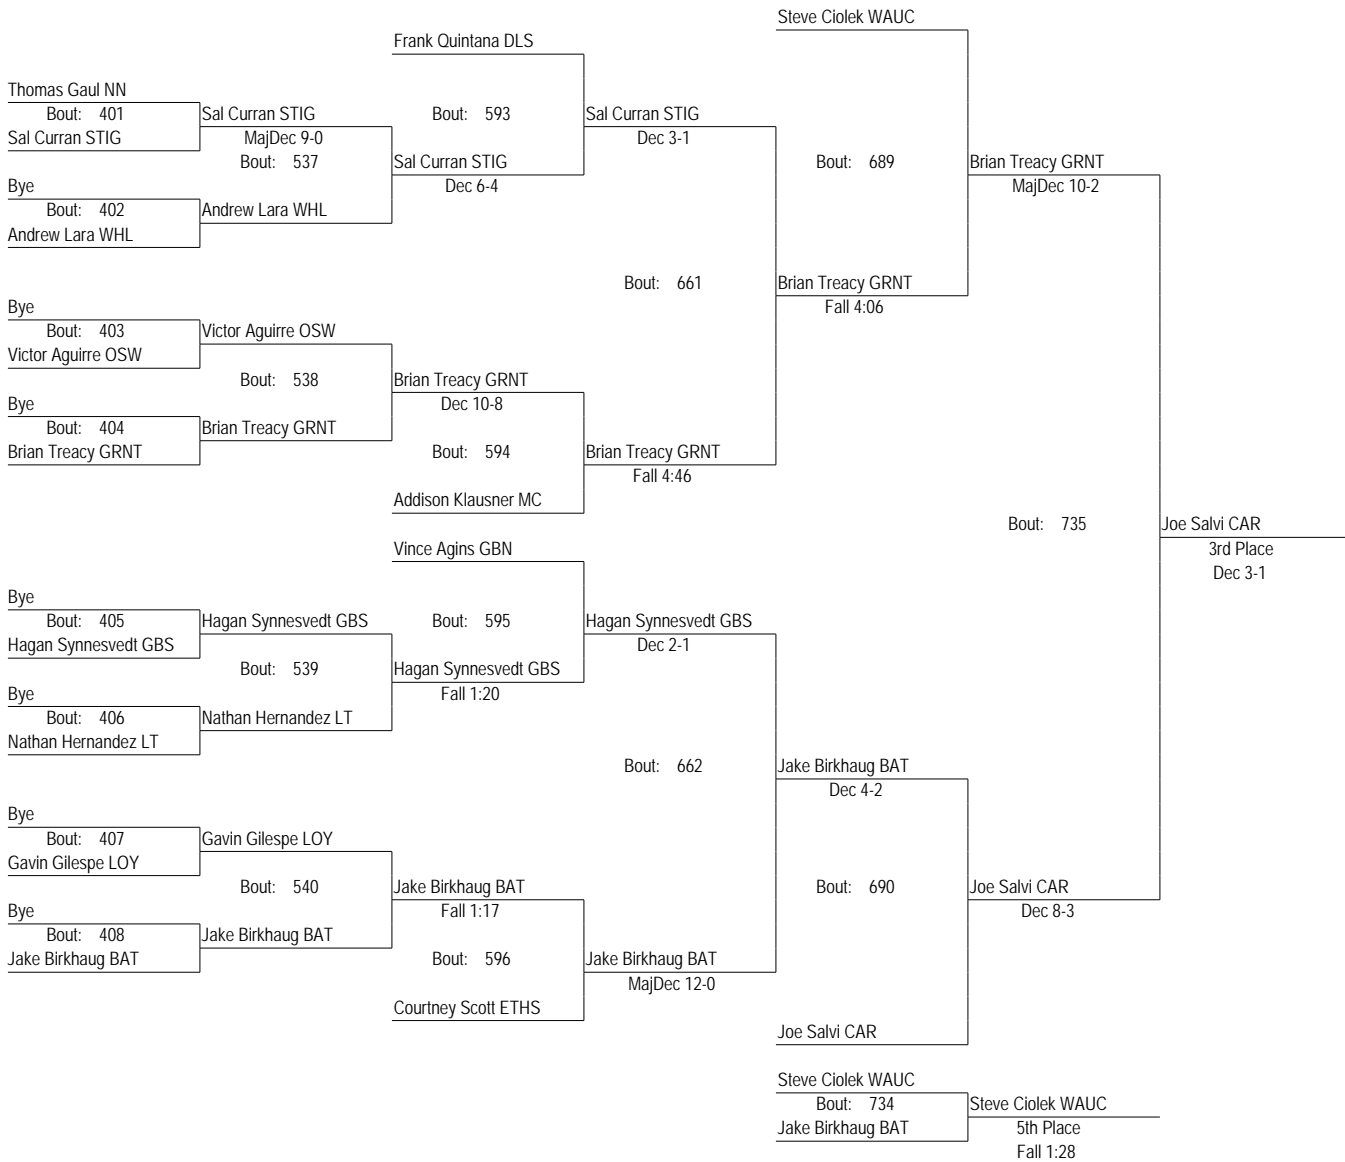 Steve Ciolek WAUC
Frank Quintana DLS
Thomas Gaul NN
Bout: 401
Sal Curran STIG
Sal Curran STIG
MajDec 9-0
Bout: 593
Sal Curran STIG
Dec 3-1
Bout: 537
Sal Curran STIG
Dec 6-4
Bout: 689
Brian Treacy GRNT
MajDec 10-2
Bye
Bout: 402
Andrew Lara WHL
Andrew Lara WHL
Bout: 661
Brian Treacy GRNT
Fall 4:06
Bye
Bout: 403
Victor Aguirre OSW
Victor Aguirre OSW
Bout: 538
Brian Treacy GRNT
Dec 10-8
Bye
Bout: 404
Brian Treacy GRNT
Brian Treacy GRNT
Bout: 594
Brian Treacy GRNT
Fall 4:46
Addison Klausner MC
Bout: 735
Joe Salvi CAR
3rd Place
Dec 3-1
Vince Agins GBN
Bye
Bout: 405
Hagan Synnesvedt GBS
Hagan Synnesvedt GBS
Bout: 595
Hagan Synnesvedt GBS
Dec 2-1
Bout: 539
Hagan Synnesvedt GBS
Fall 1:20
Bye
Bout: 406
Nathan Hernandez LT
Nathan Hernandez LT
Bout: 662
Jake Birkhaug BAT
Dec 4-2
Bye
Bout: 407
Gavin Gilespe LOY
Gavin Gilespe LOY
Bout: 540
Jake Birkhaug BAT
Fall 1:17
Bout: 690
Joe Salvi CAR
Dec 8-3
Bye
Bout: 408
Jake Birkhaug BAT
Jake Birkhaug BAT
Bout: 596
Jake Birkhaug BAT
MajDec 12-0
Courtney Scott ETHS
Joe Salvi CAR
Steve Ciolek WAUC
Bout: 734
Jake Birkhaug BAT
Steve Ciolek WAUC
5th Place
Fall 1:28